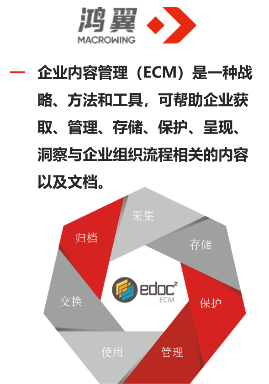 鸿翼
MACROWING
企业内容管理（ECM）是一种战
略、方法和工具，可帮助企业获
取、管理、存储、保护、呈现、
洞察与企业组织流程相关的内容
以及文档。
采集
归档
存储
edoc2
ECM
交换
保护
使用
管理